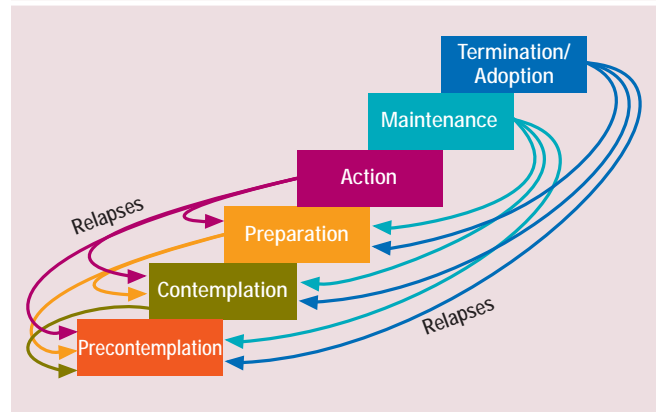 Termination/
Adoption
Maintenance
Action
Relapses
Preparation
Contemplation
Relapses
Precontemplation